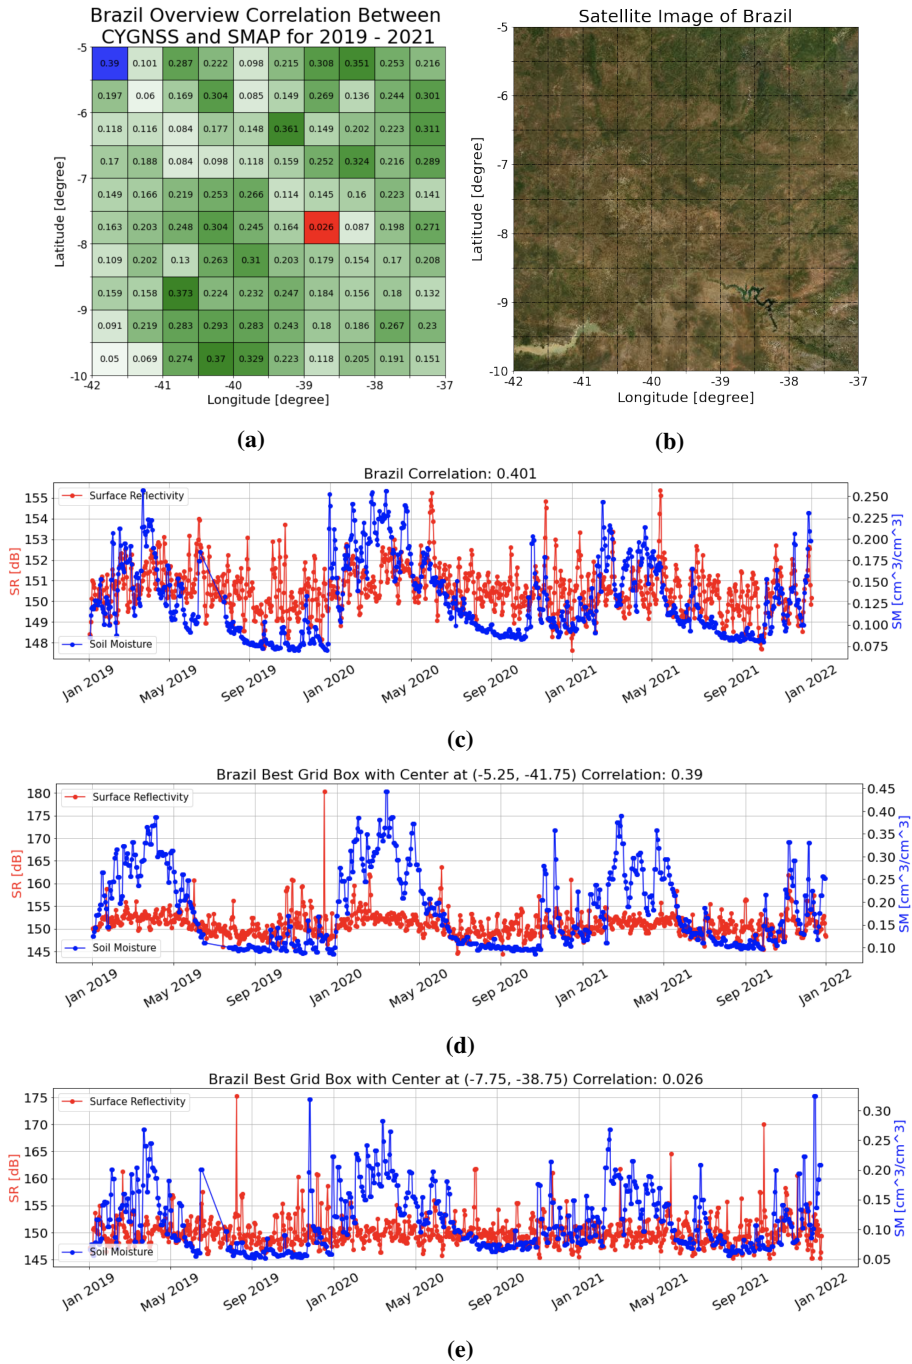 Brazil Overview Correlation Between
CYGNSS and SMAP for 2019 - 2021
-5
0.39 0.101 0.287 0.222 0.098 0.215 0.308 0.351 0.253 0.216
0.197 0.06 0.169 0.304 0.085 0.149 0.269 0.136 0.244 0.301
-6
0.118 0.116 0.084 0.177 0.148 0.361 0.149 0.202 0.223 0.311
0.17 0.188 0.084 0.098 0.118 0.159 0.252 0.324 0.216 0.289
-7
0.149 0.166 0.219 0.253 0.266 0.114 0.145 0.16 0.223 0.141
0.163 0.203 0.248 0.304 0.245 0.164 0.026 0.087 0.198 0.271
-8
0.109 0.202 0.13 0.263 0.31 0.203 0.179 0.154 0.17 0.208
0.159 0.158 0.373 0.224 0.232 0.247 0.184 0.156 0.18 0.132
-9
0.091 0.219 0.283 0.293 0.283 0.243 0.18 0.186 0.267 0.23
0.05 0.069 0.274 0.37 0.329 0.223 0.118 0.205 0.191 0.151
-10
-42 -41 -40 -39 -38 -37
Latitude [degree]
Longitude [degree]
(a)
Satellite Image of Brazil
-5
-6
-7
-8
-9
-10
-42 -41 -40 -39 -38 -37
Latitude [degree]
Longitude [degree]
(b)
Brazil Correlation: 0.401
Surface Reflectivity
Soil Moisture
155
154
153
152
151
150
149
148
SR [dB]
0.250
0.225
0.200
0.175
0.150
0.125
0.100
0.075
SM [cm^3/cm^3]
Jan 2019 May 2019 Sep 2019 Jan 2020 May 2020 Sep 2020 Jan 2021 May 2021 Sep 2021 Jan 2022
(c)
Brazil Best Grid Box with Center at (-5.25, -41.75) Correlation: 0.39
Surface Reflectivity
Soil Moisture
180
175
170
165
160
155
150
145
SR [dB]
0.45
0.40
0.35
0.30
0.25
0.20
0.15
0.10
SM [cm^3/cm^3]
Jan 2019 May 2019 Sep 2019 Jan 2020 May 2020 Sep 2020 Jan 2021 May 2021 Sep 2021 Jan 2022
(d)
Brazil Best Grid Box with Center at (-7.75, -38.75) Correlation: 0.026
Surface Reflectivity
Soil Moisture
175
170
165
160
155
150
145
SR [dB]
0.30
0.25
0.20
0.15
0.10
0.05
SM [cm^3/cm^3]
Jan 2019 May 2019 Sep 2019 Jan 2020 May 2020 Sep 2020 Jan 2021 May 2021 Sep 2021 Jan 2022
(e)